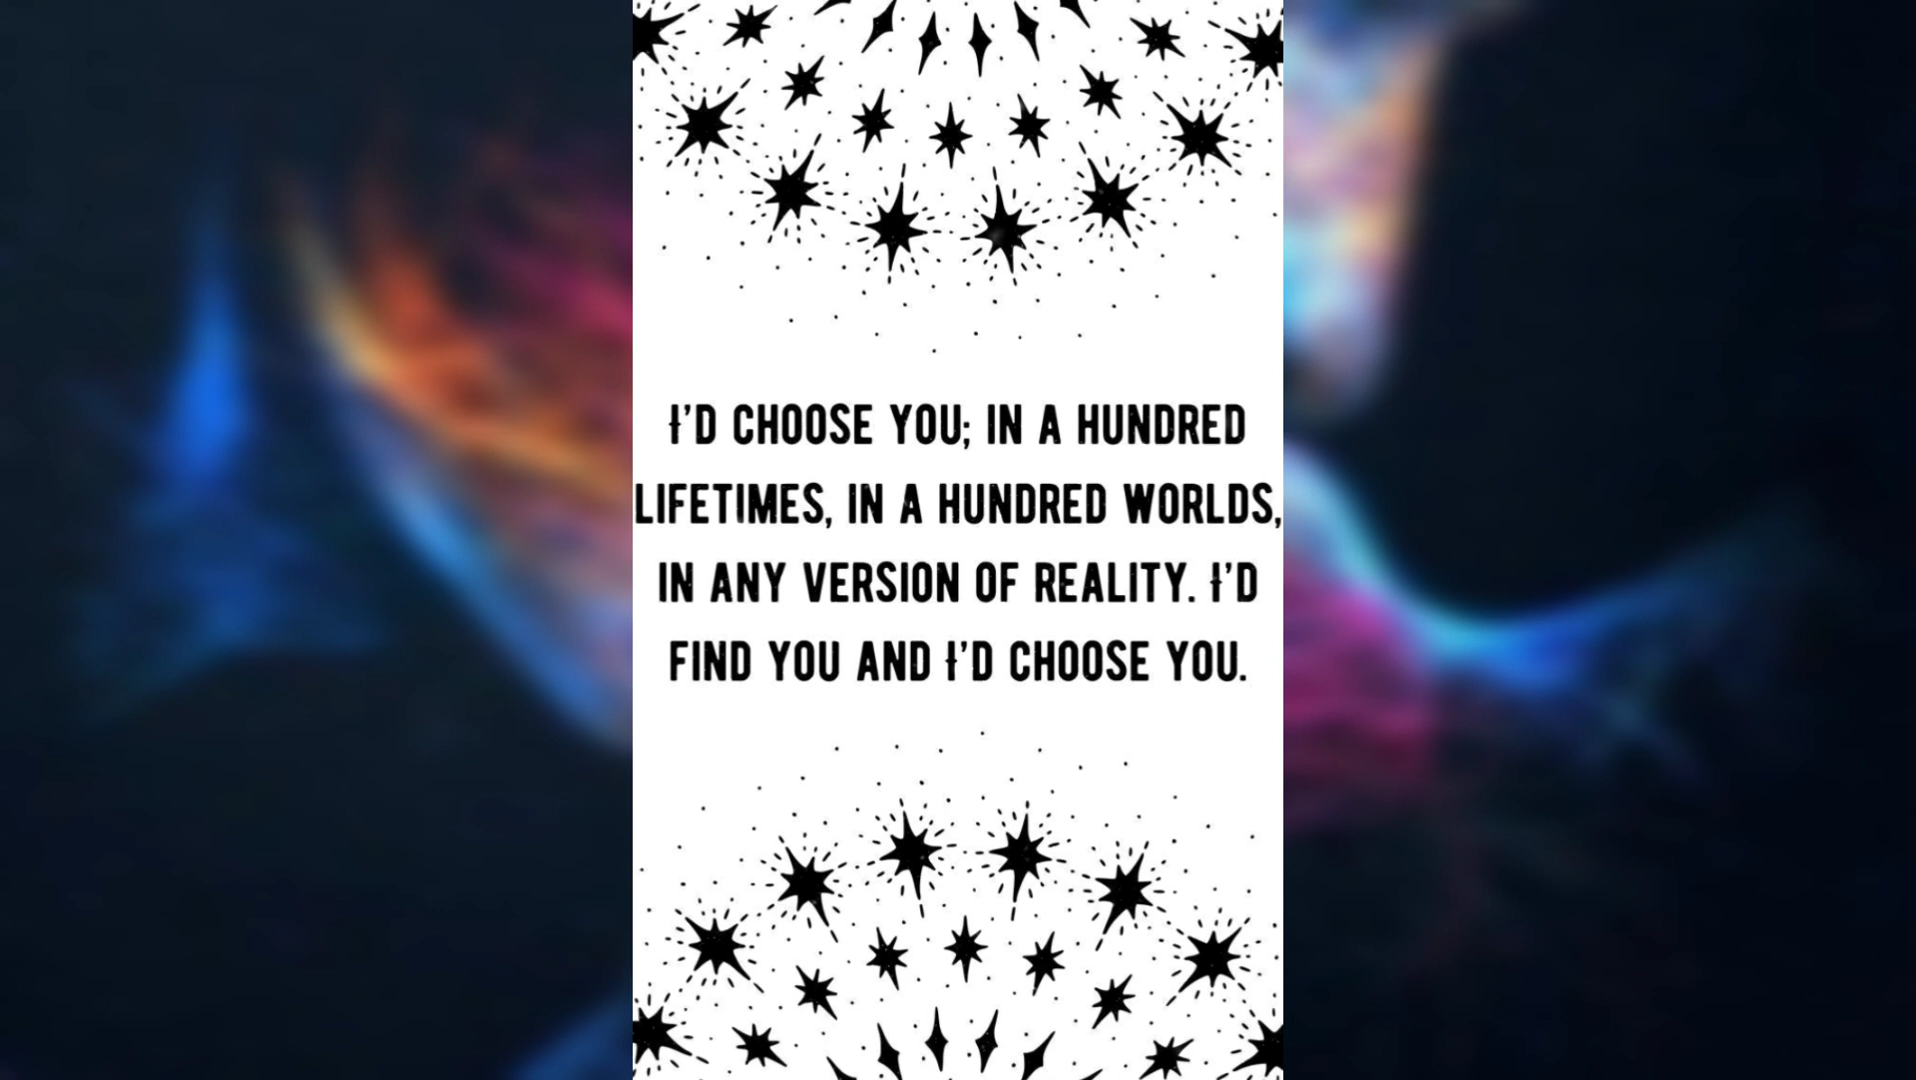 I'D CHOOSE YOU; IN A HUNDRED
LIFETIMES, IN A HUNDRED WORLDS,
IN ANY VERSION OF REALITY. I'D
FIND YOU AND I'D CHOOSE YOU.